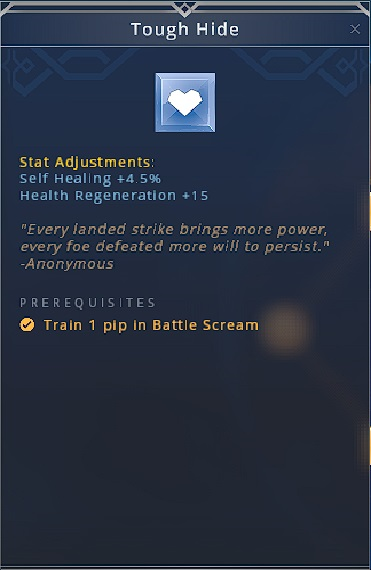 Tough Hide
Stat Adjustments:
Self Healing +4.5%
Health Regeneration +15
"Every landed strike brings more power,
every foe defeated more will to persist."
-Anonymous
PREREQUISITES
Train 1 pip in Battle Scream